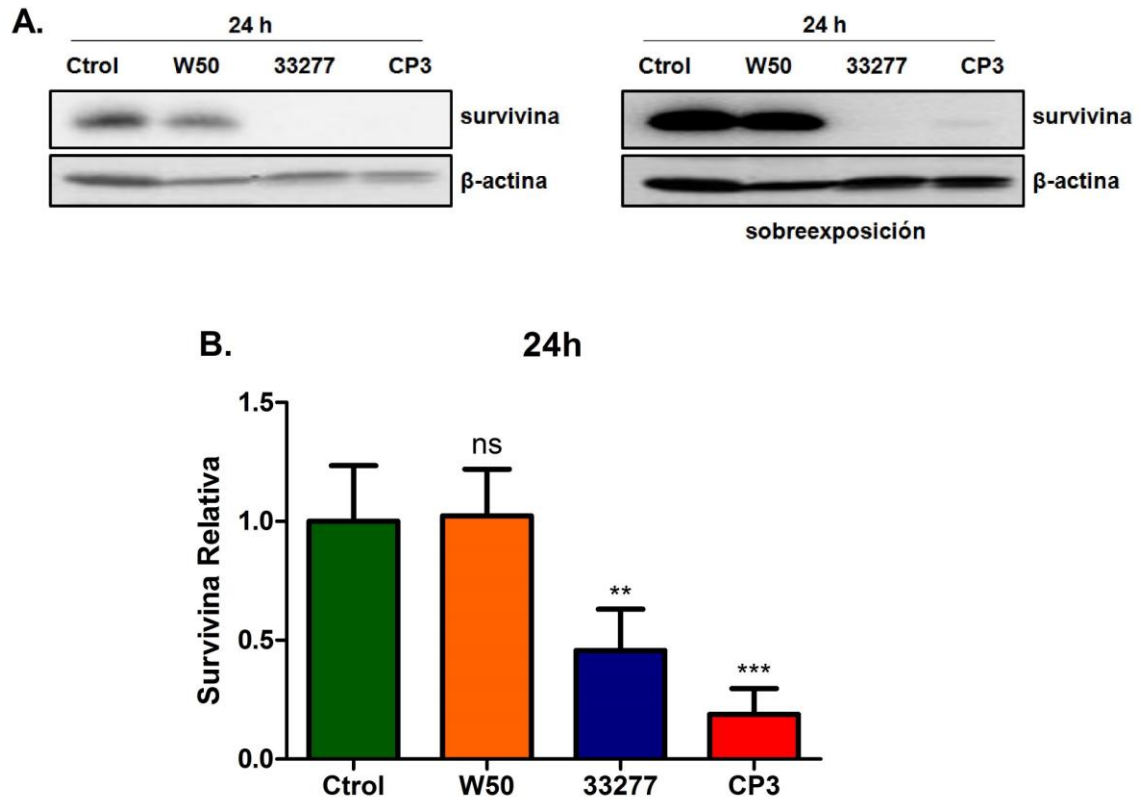 A.
24 h
Ctrol W50 33277 CP3
survivina
β-actina
24 h
Ctrol W50 33277 CP3
survivina
β-actina
sobreexposición
B.
24h
Survivina Relativa
1.5
1.0
0.5
0.0
ns
**
***
Ctrol W50 33277 CP3